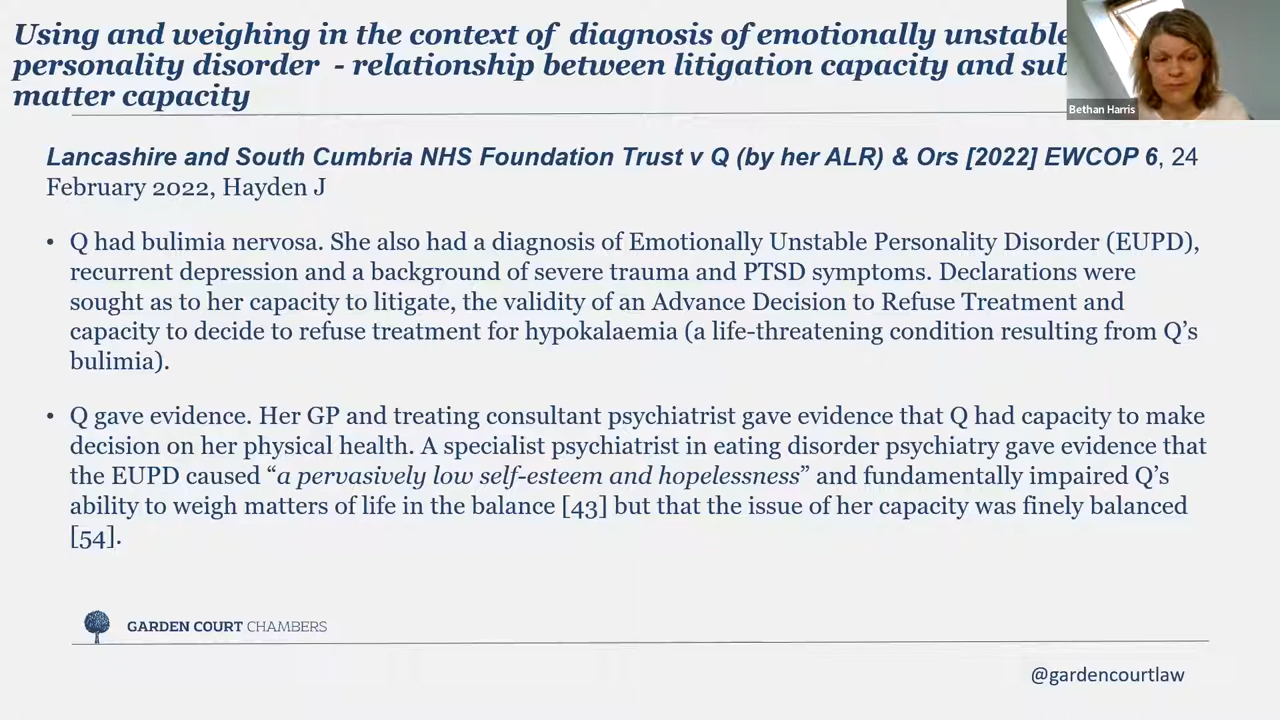 Using and weighing in the context of diagnosis of emotionally unstable
personality disorder - relationship between litigation capacity and sub
matter capacity
Bethan Harris
Lancashire and South Cumbria NHS Foundation Trust v Q (by her ALR) & Ors [2022] EWCOP 6, 24
February 2022, Hayden J
• Q had bulimia nervosa. She also had a diagnosis of Emotionally Unstable Personality Disorder (EUPD),
recurrent depression and a background of severe trauma and PTSD symptoms. Declarations were
sought as to her capacity to litigate, the validity of an Advance Decision to Refuse Treatment and
capacity to decide to refuse treatment for hypokalaemia (a life-threatening condition resulting from Q’s
bulimia).
• Q gave evidence. Her GP and treating consultant psychiatrist gave evidence that Q had capacity to make
decision on her physical health. A specialist psychiatrist in eating disorder psychiatry gave evidence that
the EUPD caused “a pervasively low self-esteem and hopelessness” and fundamentally impaired Q’s
ability to weigh matters of life in the balance [43] but that the issue of her capacity was finely balanced
[54].
GARDEN COURT CHAMBERS
@gardencourtlaw